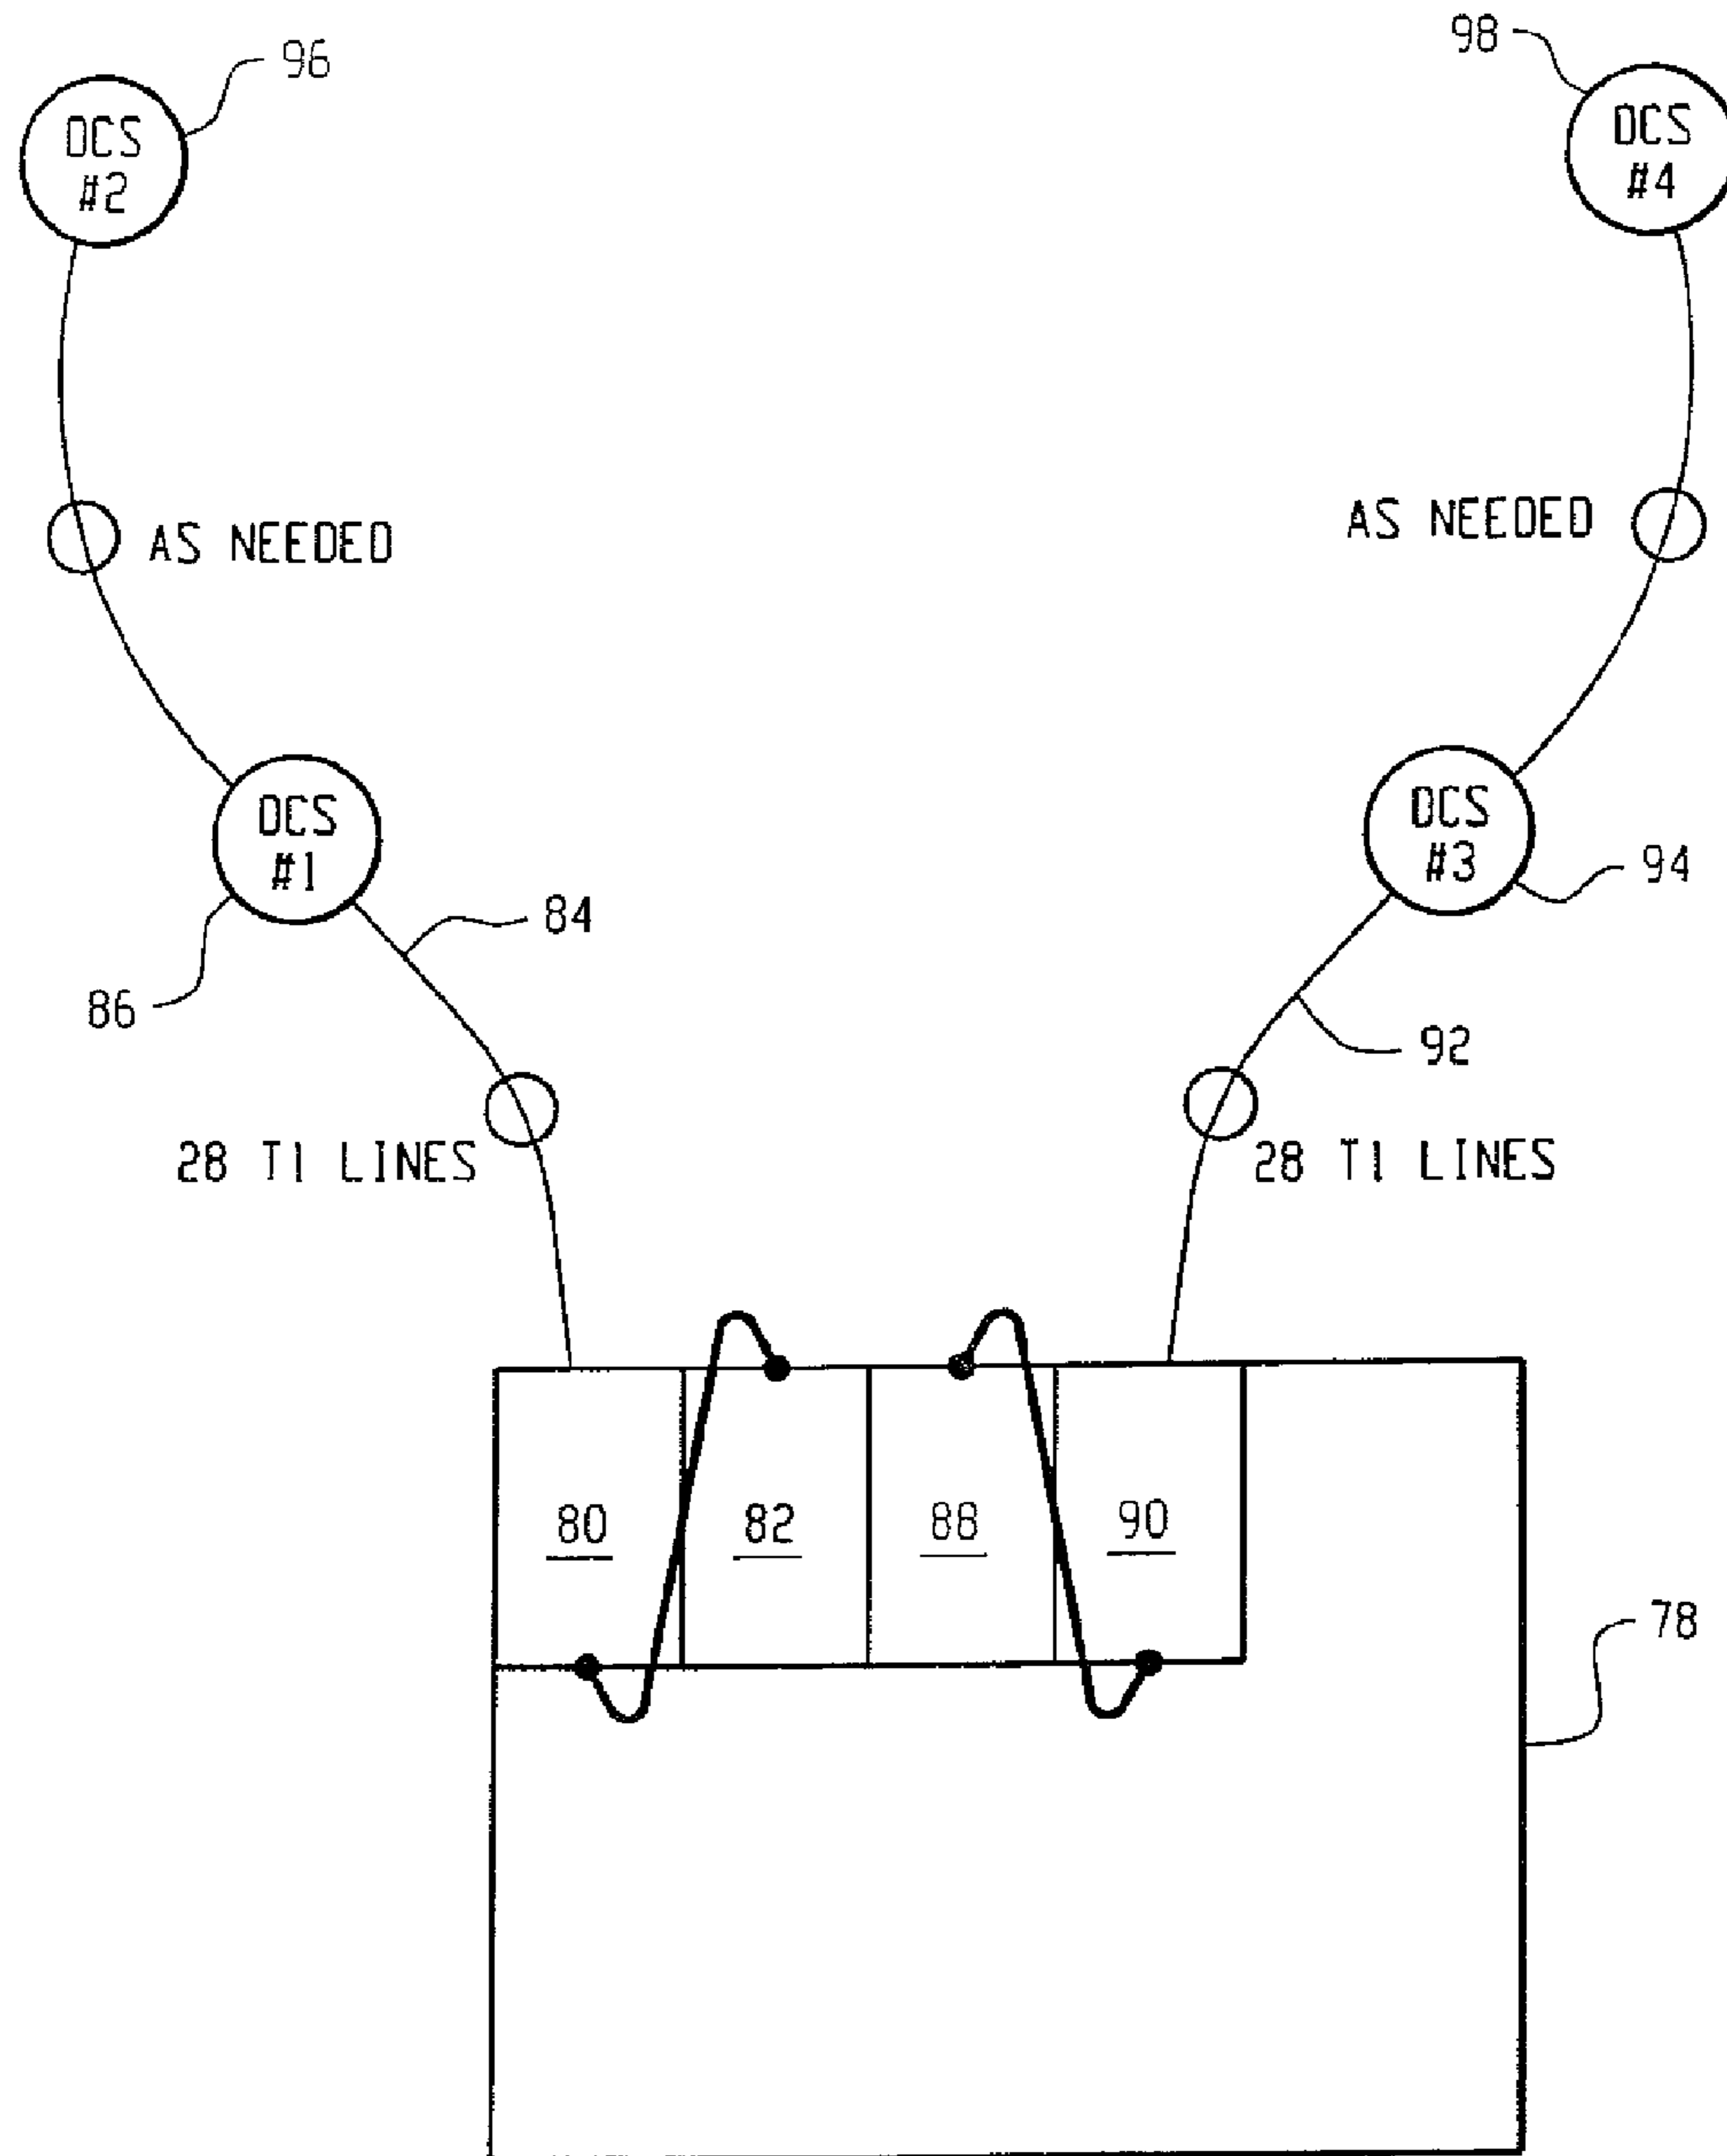 96
98
DCS
#2
DCS
#4
AS NEEDED
AS NEEDED
DCS
#1
DCS
#3
94
84
86
92
28 T1 LINES
28 T1 LINES
80
82
88
90
78